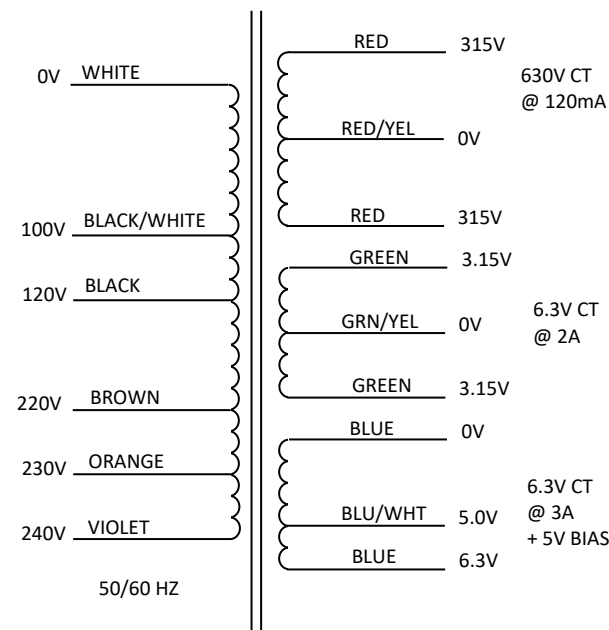 0V WHITE
100V BLACK/WHITE
120V BLACK
220V BROWN
230V ORANGE
240V VIOLET
50/60 HZ
RED 315V
RED/YEL 0V
RED 315V
630V CT
@ 120mA
GREEN 3.15V
GRN/YEL 0V
GREEN 3.15V
6.3V CT
@ 2A
BLUE 0V
BLU/WHT 5.0V
BLUE 6.3V
6.3V CT
@ 3A
+ 5V BIAS